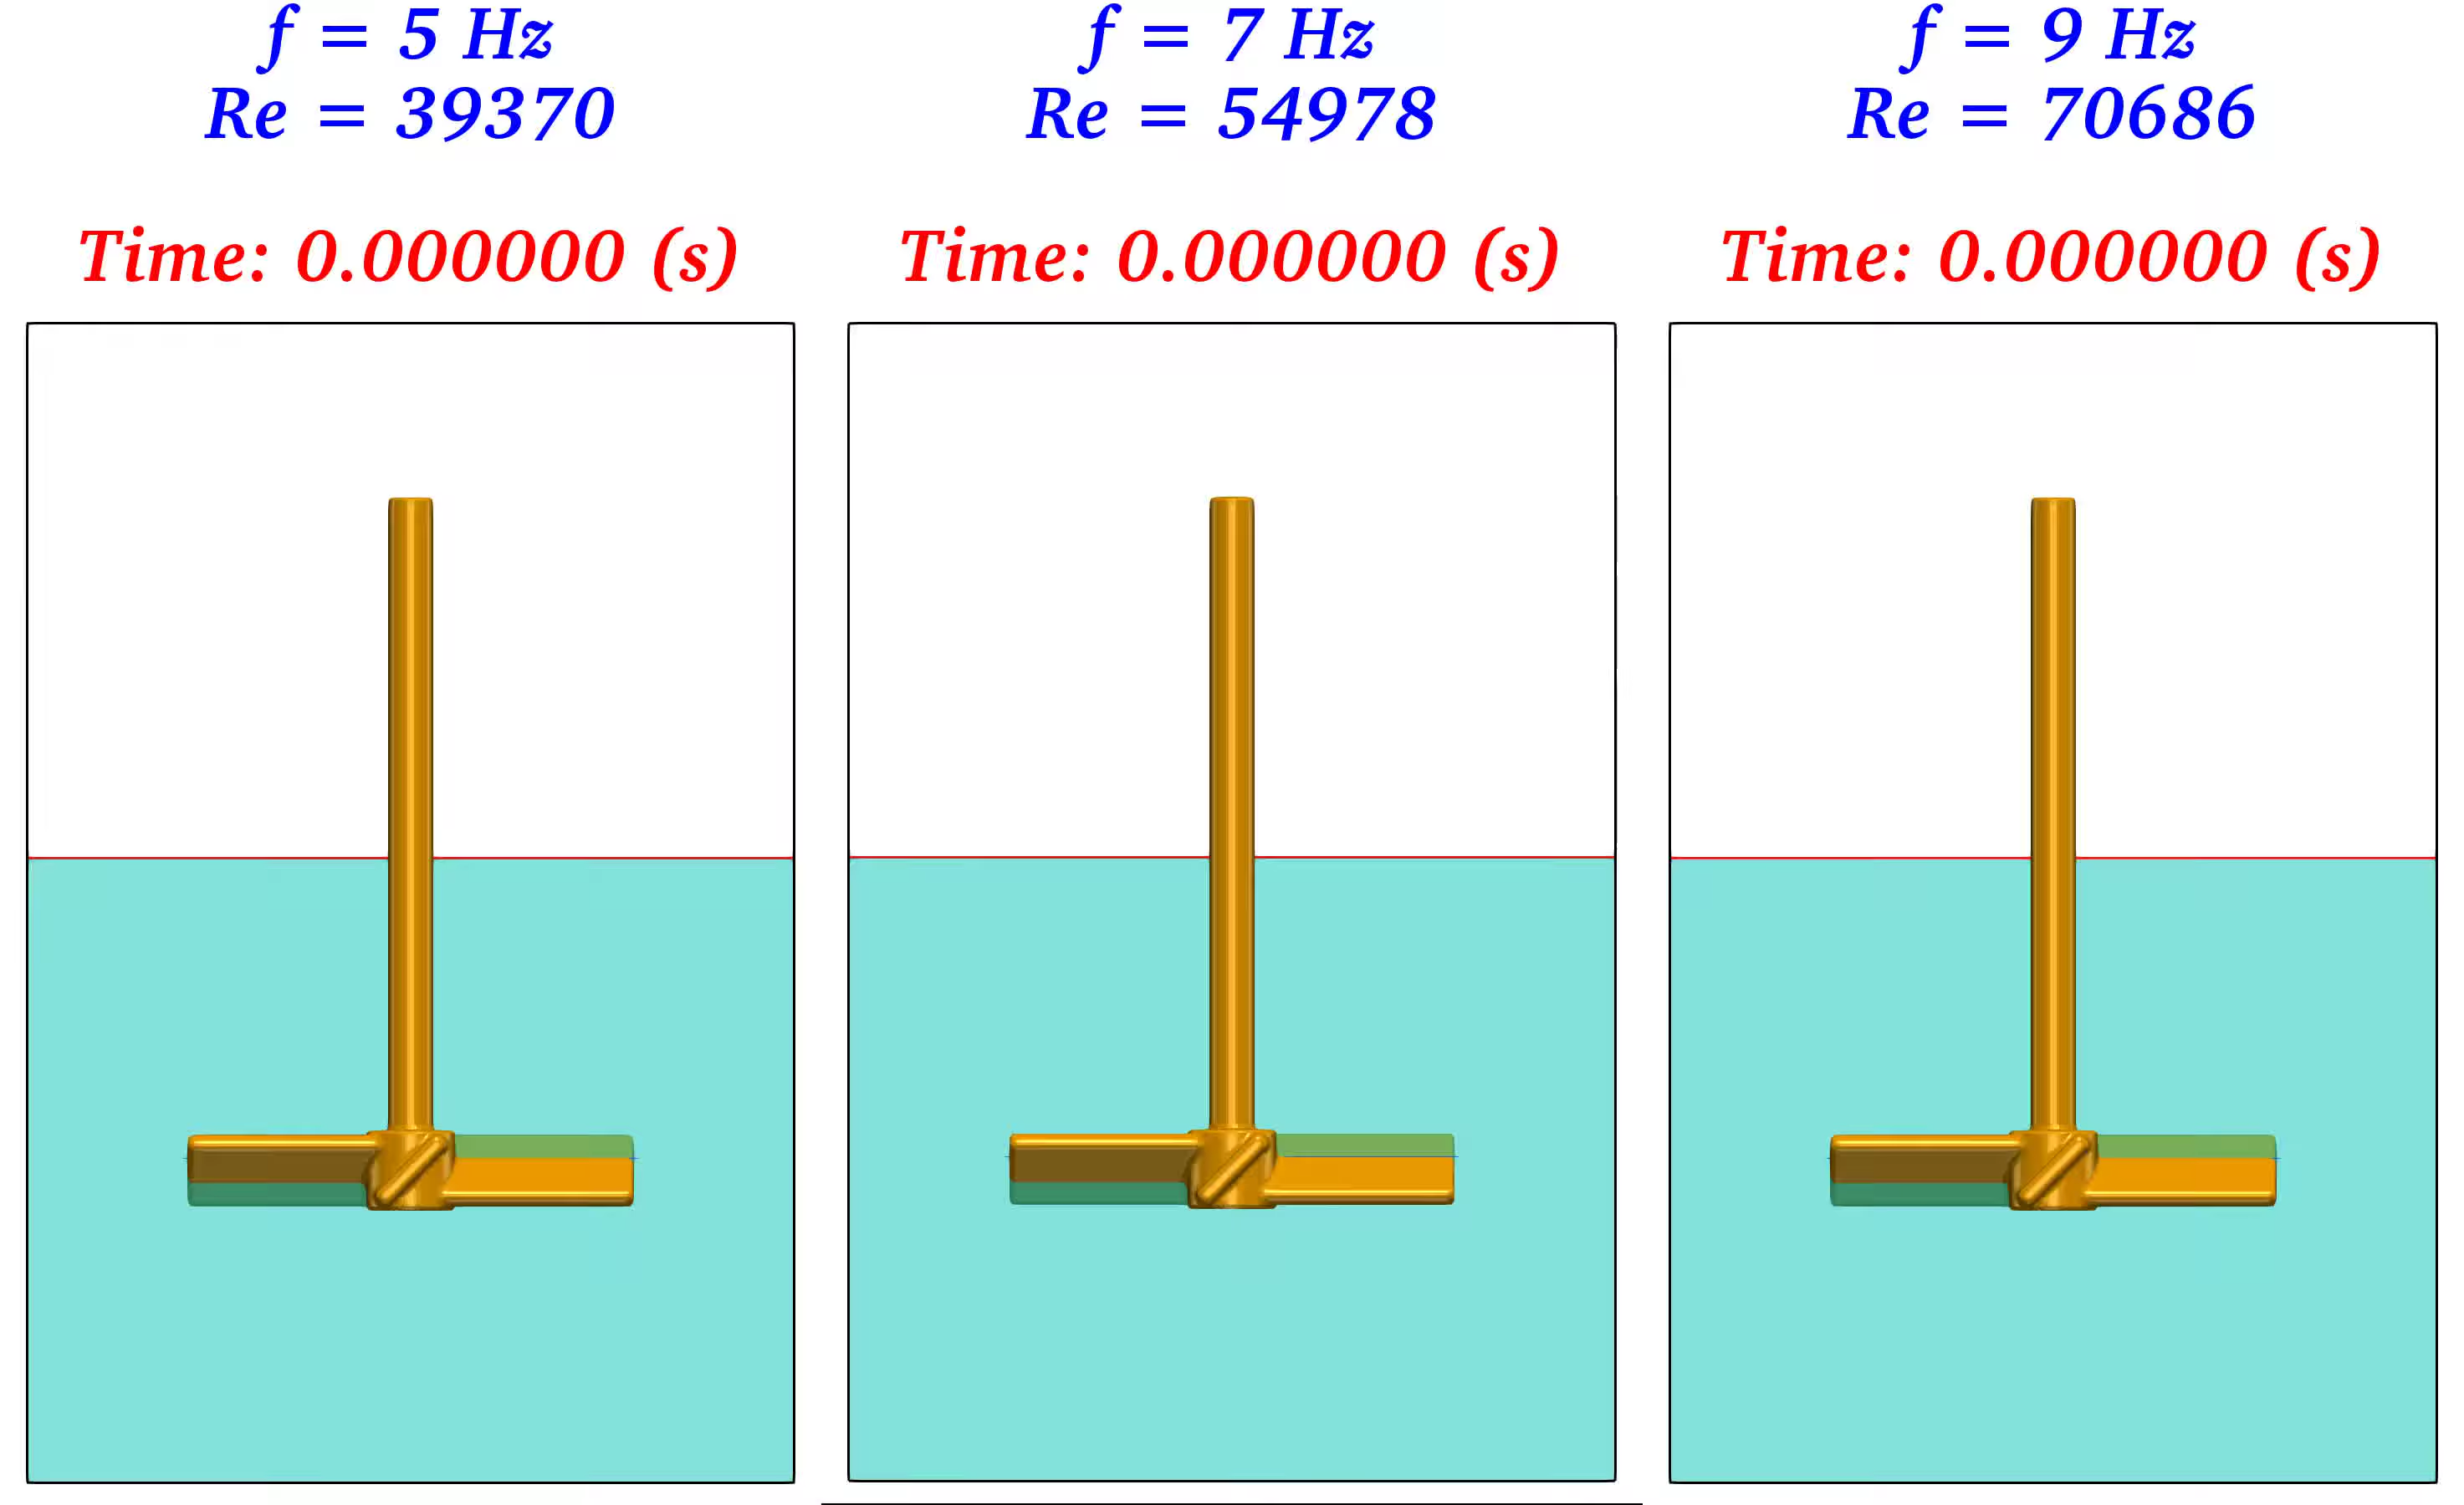 f = 5 Hz
Re = 39370
Time: 0.000000 (s)
f = 7 Hz
Re = 54978
Time: 0.000000 (s)
f = 9 Hz
Re = 70686
Time: 0.000000 (s)